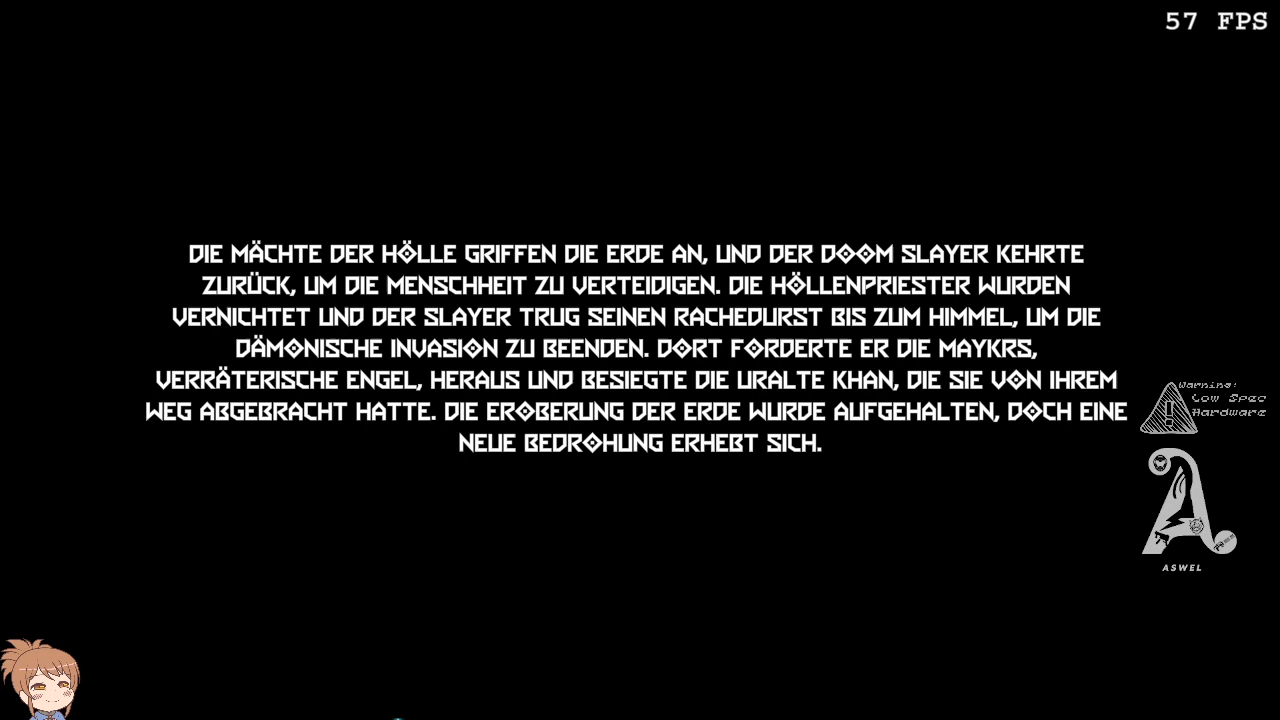 57 FPS
DIE MÄCHTE DER HÖLLE GRIFFEN DIE ERDE AN, UND DER DOOM SLAYER KEHRTE
ZURÜCK, UM DIE MENSCHHEIT ZU VERTEIDIGEN. DIE HÖLLENPRIESTER WURDEN
VERNICHTET UND DER SLAYER TRUG SEINEN RACHEDURST BIS ZUM HIMMEL, UM DIE
DÄMONISCHE INVASION ZU BEENDEN. DORT FORDERTE ER DIE MAYKRS,
VERRÄTERISCHE ENGEL, HERAUS UND BESIEGTE DIE URALTE KHAN, DIE SIE VON IHREM
WEG ABGEBRACHT HATTE. DIE EROBERUNG DER ERDE WURDE AUFGEHALTEN, DOCH EINE
NEUE BEDROHUNG ERHEBT SICH.
Warning:
Low Spec
Hardware
A
ASWEL